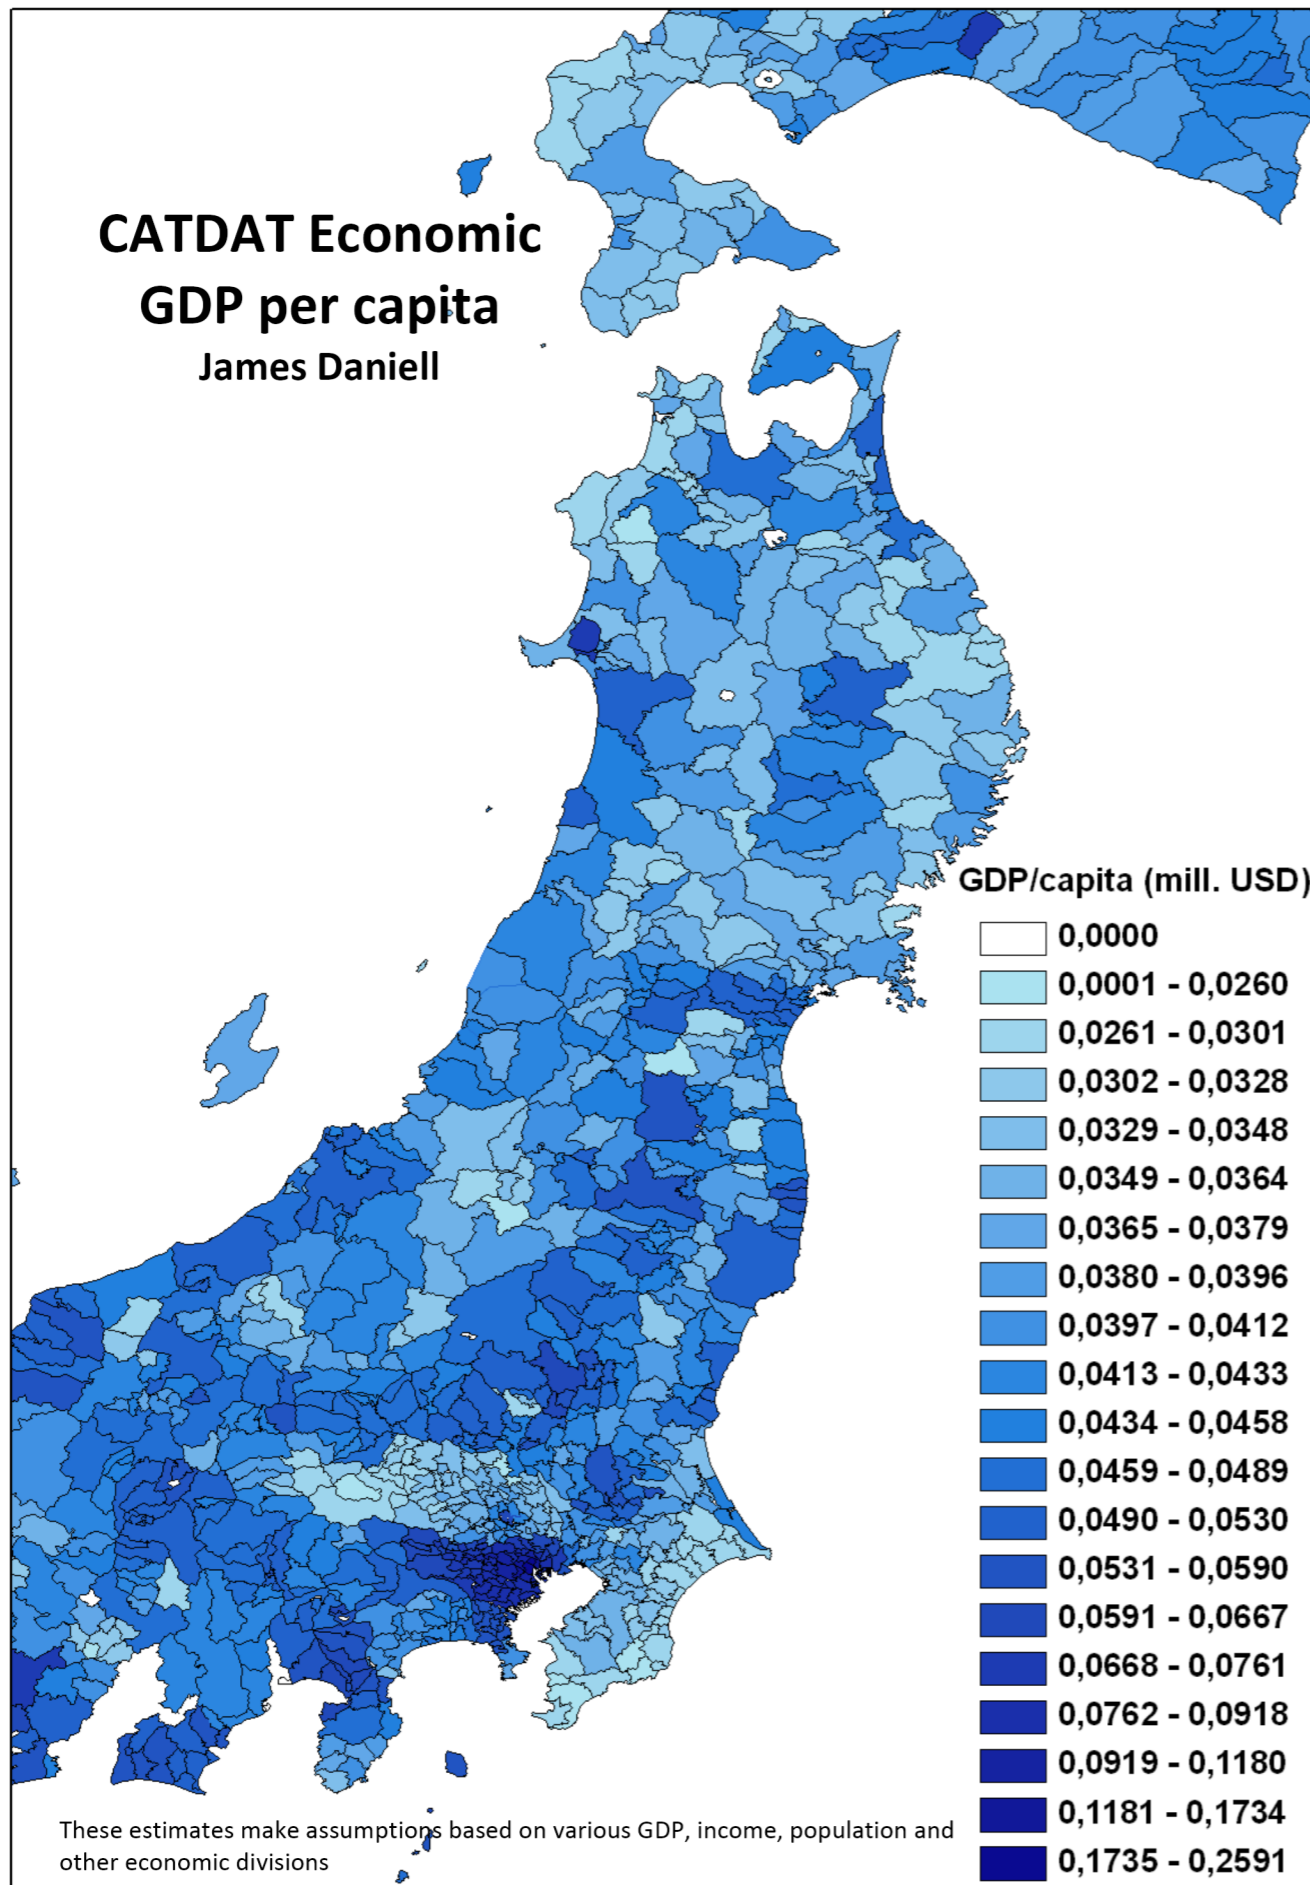 CATDAT Economic
GDP per capita
James Daniell
GDP/capita (mill. USD)
0,0000
0,0001 - 0,0260
0,0261 - 0,0301
0,0302 - 0,0328
0,0329 - 0,0348
0,0349 - 0,0364
0,0365 - 0,0379
0,0380 - 0,0396
0,0397 - 0,0412
0,0413 - 0,0433
0,0434 - 0,0458
0,0459 - 0,0489
0,0490 - 0,0530
0,0531 - 0,0590
0,0591 - 0,0667
0,0668 - 0,0761
0,0762 - 0,0918
0,0919 - 0,1180
0,1181 - 0,1734
0,1735 - 0,2591
These estimates make assumptions based on various GDP, income, population and
other economic divisions